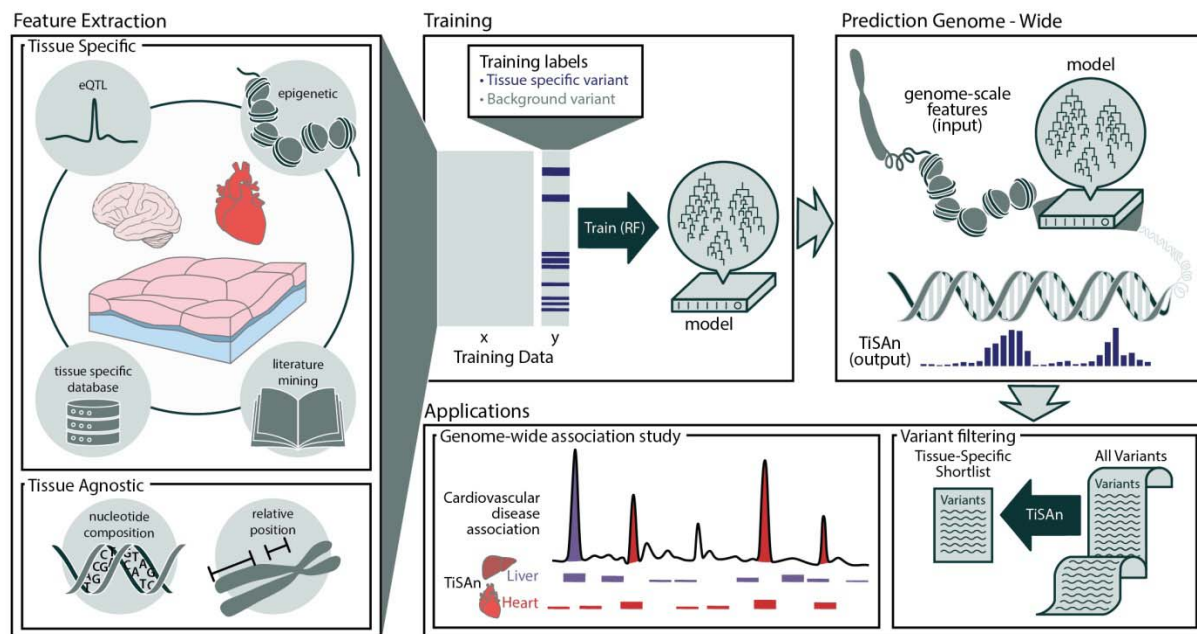 Feature Extraction
Tissue Specific
eQTL
epigenetic
tissue specific
database
literature
mining
Tissue Agnostic
nucleotide
composition
relative
position
Training
Training labels
• Tissue specific variant
• Background variant
Train (RF)
x
y
Training Data
model
Prediction Genome - Wide
model
genome-scale
features
(input)
TiSAn
(output)
Applications
Genome-wide association study
Cardiovascular
disease
association
TiSAn
Liver
Heart
Variant filtering
Tissue-Specific
Shortlist
All Variants
Variants
TiSAn
Variants